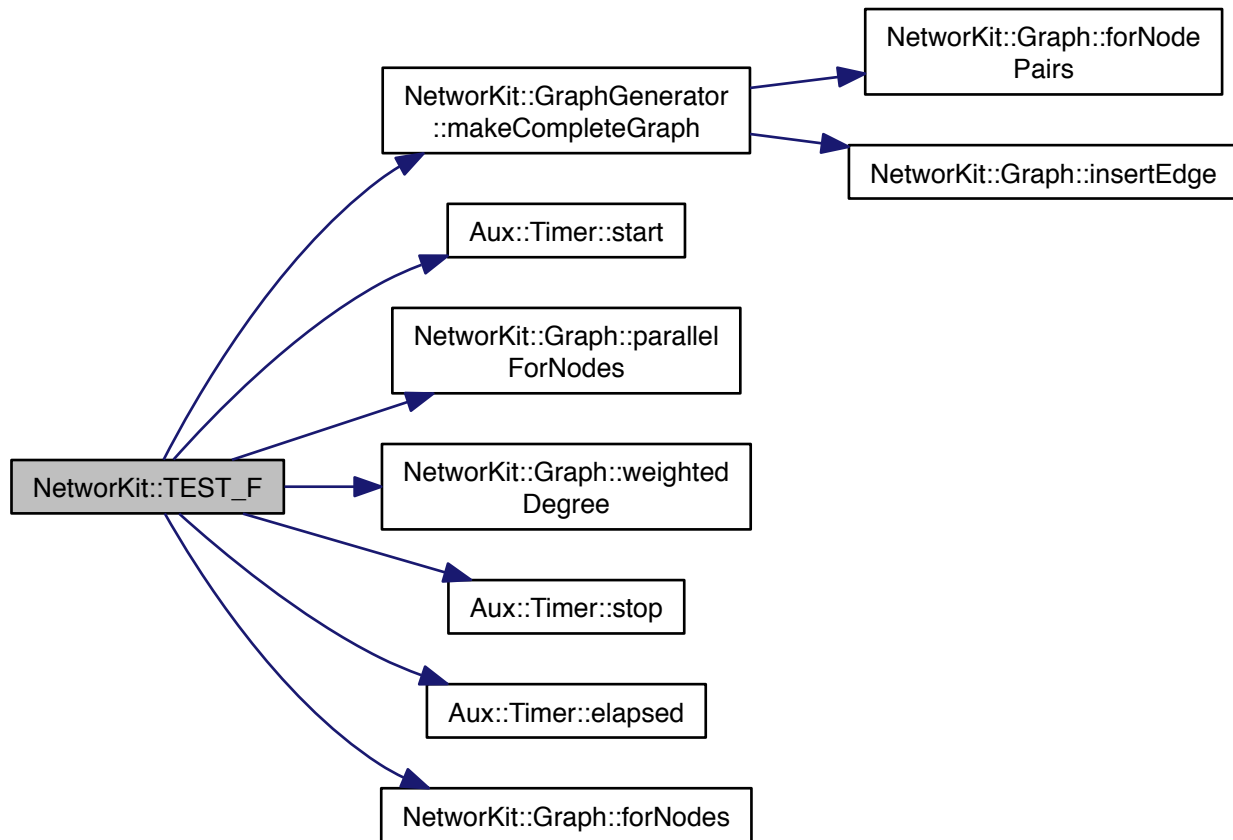 NetworKit::Graph::forNode
Pairs
NetworKit::GraphGenerator
::makeCompleteGraph
NetworKit::Graph::insertEdge
Aux::Timer::start
NetworKit::Graph::parallel
ForNodes
NetworKit::TEST_F
NetworKit::Graph::weighted
Degree
Aux::Timer::stop
Aux::Timer::elapsed
NetworKit::Graph::forNodes